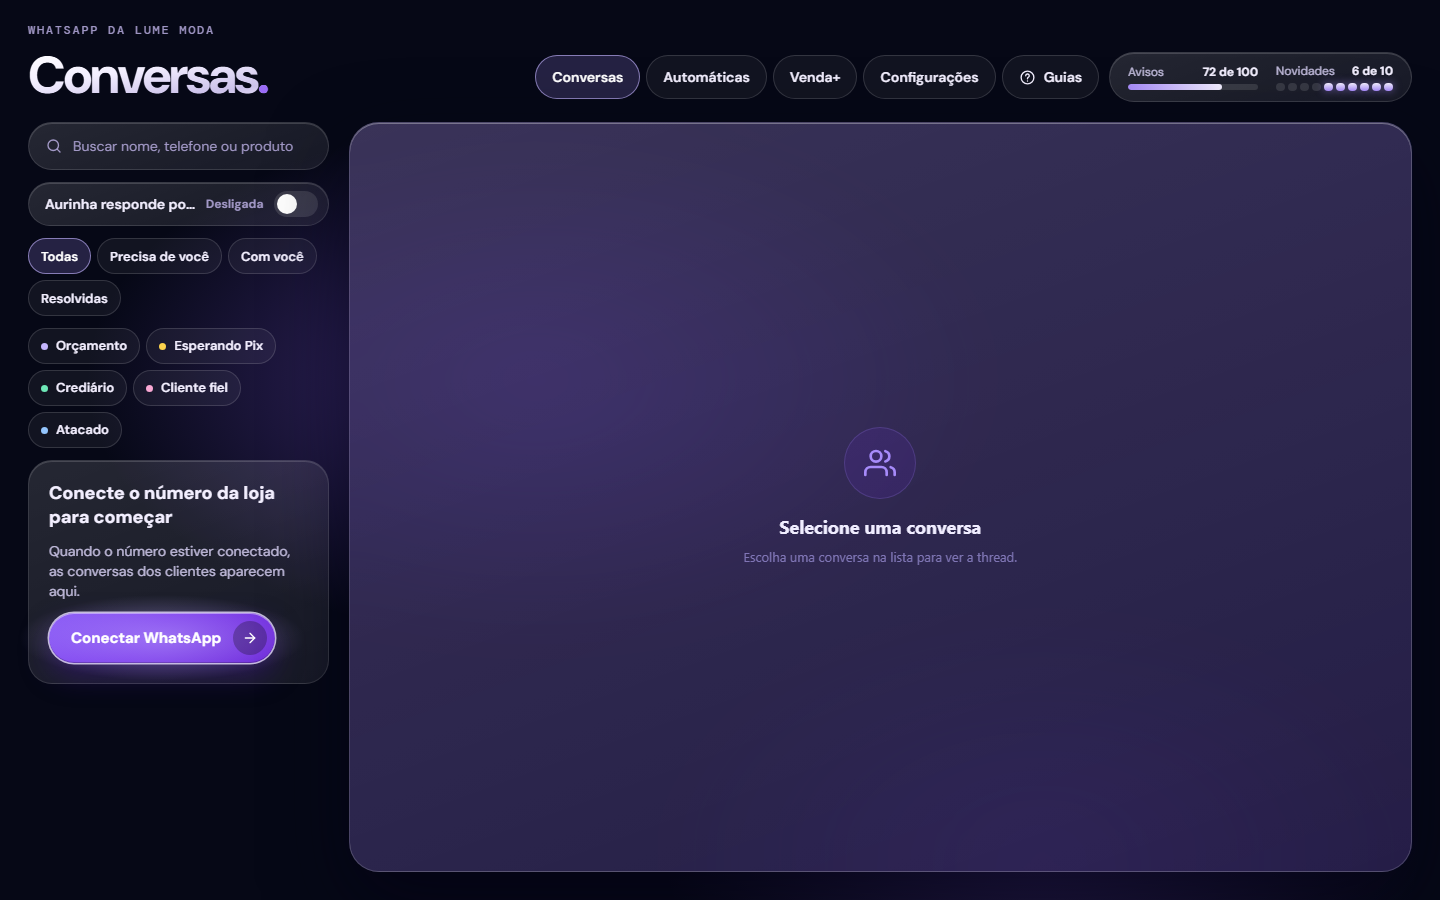 WHATSAPP DA LUME MODA
Conversas.
Conversas
Automáticas
Venda+
Configurações
Guias
Avisos 72 de 100
Novidades 6 de 10
Buscar nome, telefone ou produto
Aurinha responde po... Desligada
Todas
Precisa de você
Com você
Resolvidas
Orçamento
Esperando Pix
Crediário
Cliente fiel
Atacado
Conecte o número da loja
para começar
Quando o número estiver conectado,
as conversas dos clientes aparecem
aqui.
Conectar WhatsApp
Selecione uma conversa
Escolha uma conversa na lista para ver a thread.